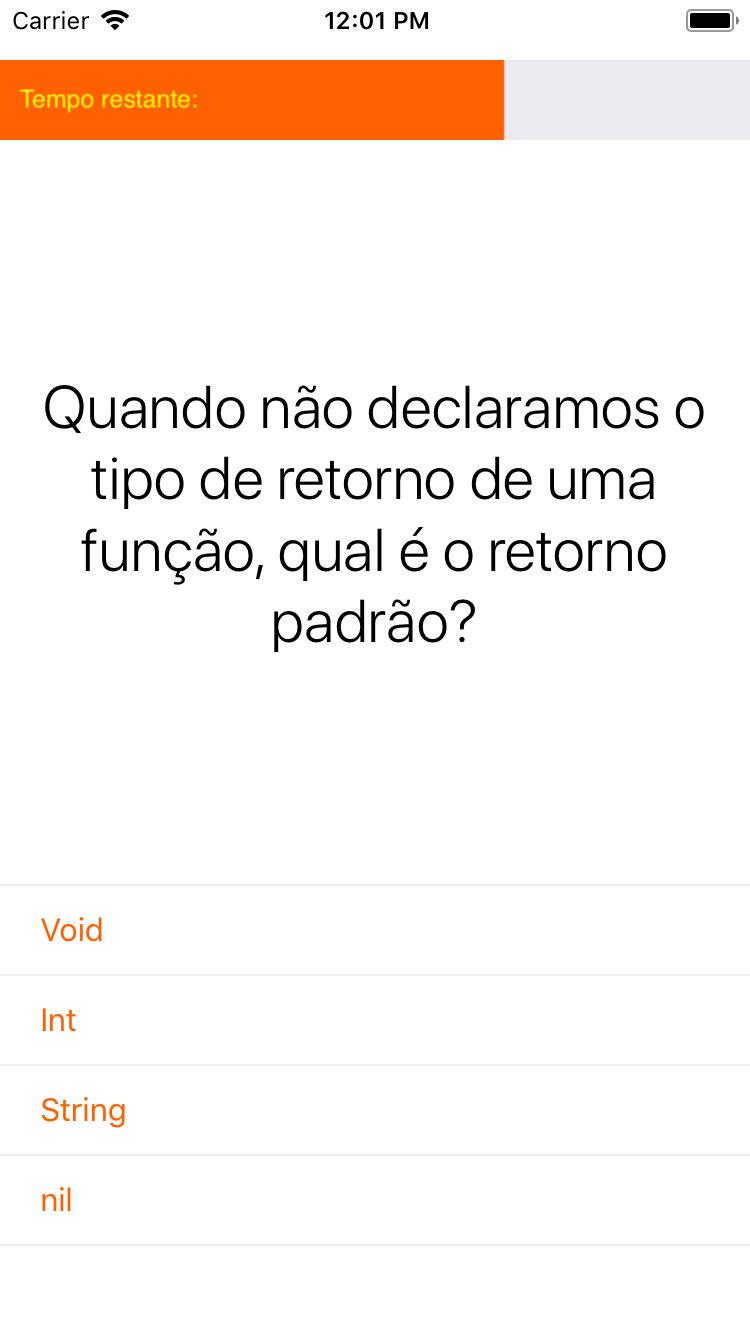 Carrier 12:01 PM
Tempo restante:
Quando não declaramos o
tipo de retorno de uma
função, qual é o retorno
padrão?
Void
Int
String
nil